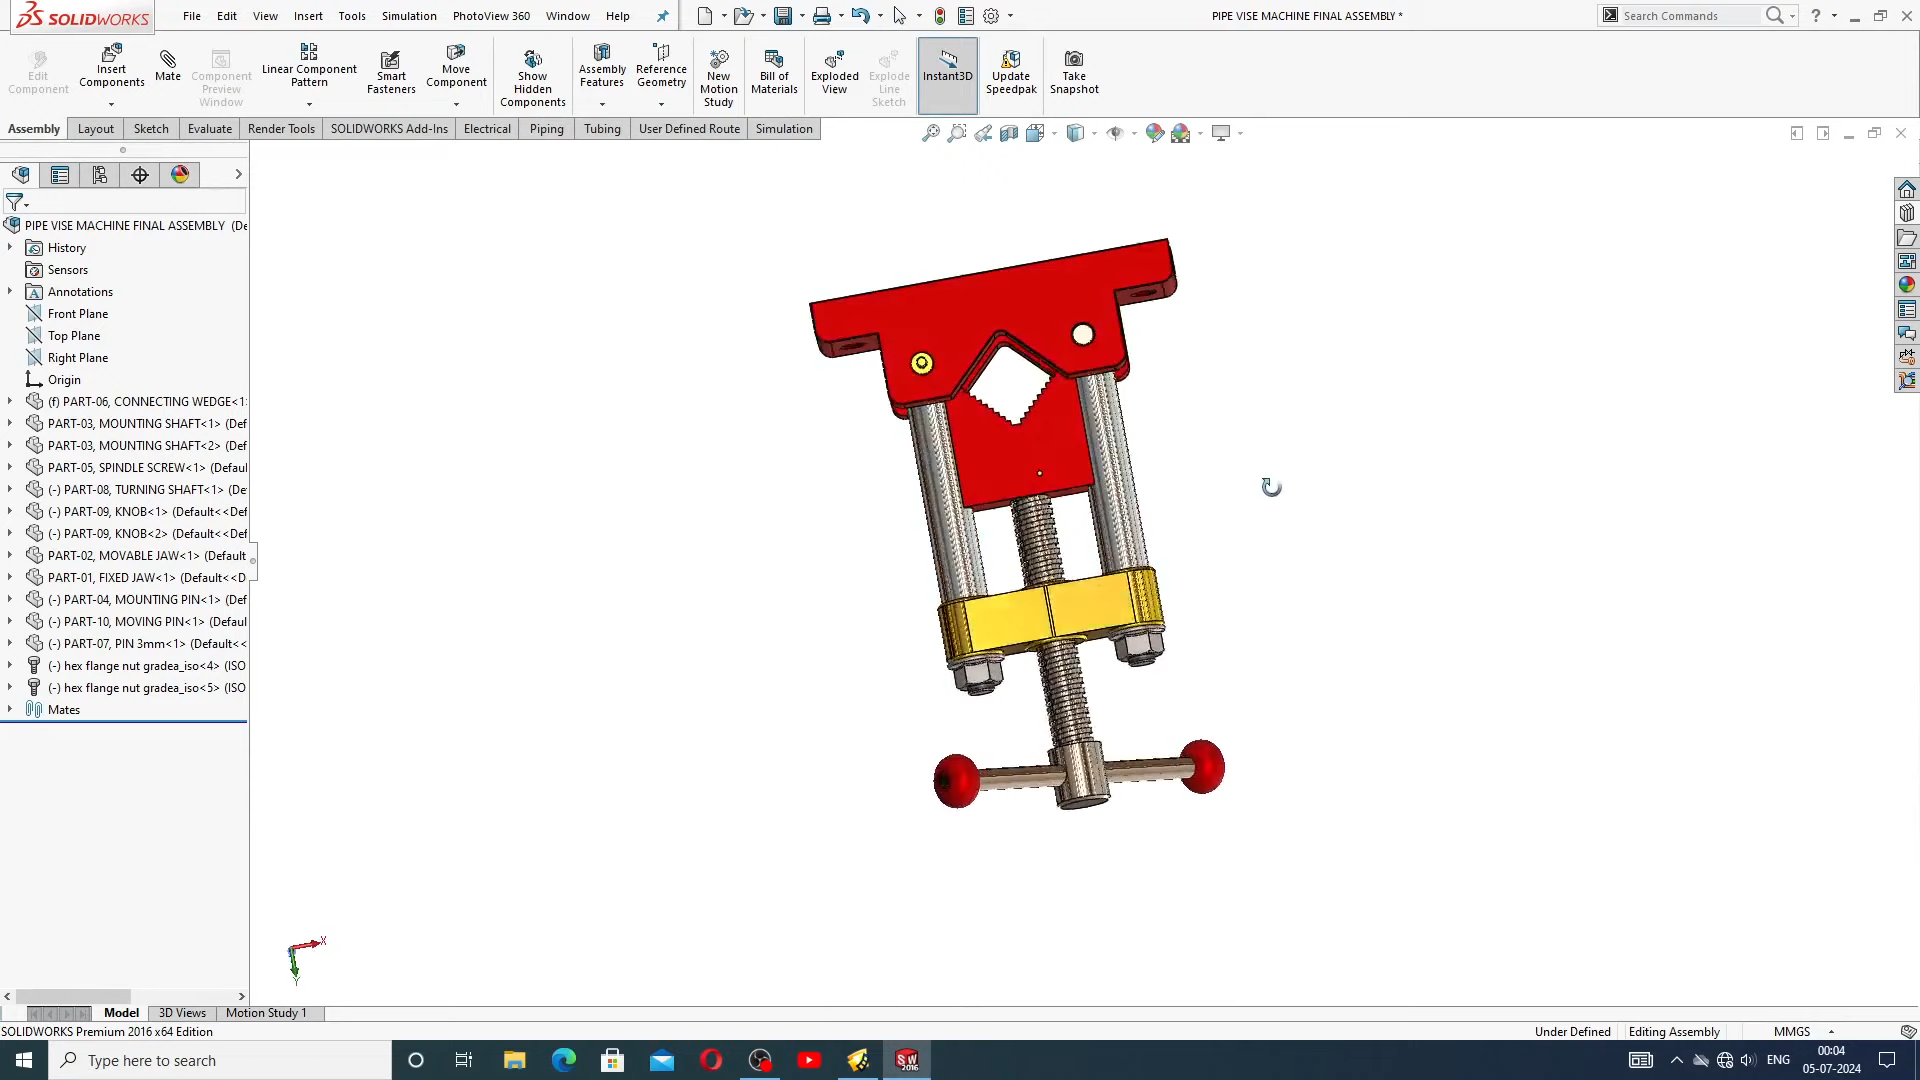 SOLIDWORKS
File Edit View Insert Tools Simulation PhotoView 360 Window Help
PIPE VISE MACHINE FINAL ASSEMBLY *
Search Commands
Edit Component
Insert Components
Mate
Component Preview Window
Linear Component Pattern
Smart Fasteners
Move Component
Show Hidden Components
Assembly Features
Reference Geometry
New Motion Study
Bill of Materials
Exploded View
Explode Line Sketch
Instant3D
Update Speedpak
Take Snapshot
Assembly Layout Sketch Evaluate Render Tools SOLIDWORKS Add-Ins Electrical Piping Tubing User Defined Route Simulation
PIPE VISE MACHINE FINAL ASSEMBLY (De
History
Sensors
Annotations
Front Plane
Top Plane
Right Plane
Origin
(f) PART-06, CONNECTING WEDGE<1>
PART-03, MOUNTING SHAFT<1> (Def
PART-03, MOUNTING SHAFT<2> (Def
PART-05, SPINDLE SCREW<1> (Defaul
(-) PART-08, TURNING SHAFT<1> (De
(-) PART-09, KNOB<1> (Default<<Def
(-) PART-09, KNOB<2> (Default<<Def
PART-02, MOVABLE JAW<1> (Default
PART-01, FIXED JAW<1> (Default<<D
(-) PART-04, MOUNTING PIN<1> (Def
(-) PART-10, MOVING PIN<1> (Defaul
(-) PART-07, PIN 3mm<1> (Default<<
(-) hex flange nut gradea_iso<4> (ISO
(-) hex flange nut gradea_iso<5> (ISO
Mates
X
Y
Model 3D Views Motion Study 1
SOLIDWORKS Premium 2016 x64 Edition
Under Defined Editing Assembly MMGS
Type here to search
SW 2016
ENG
00:04
05-07-2024